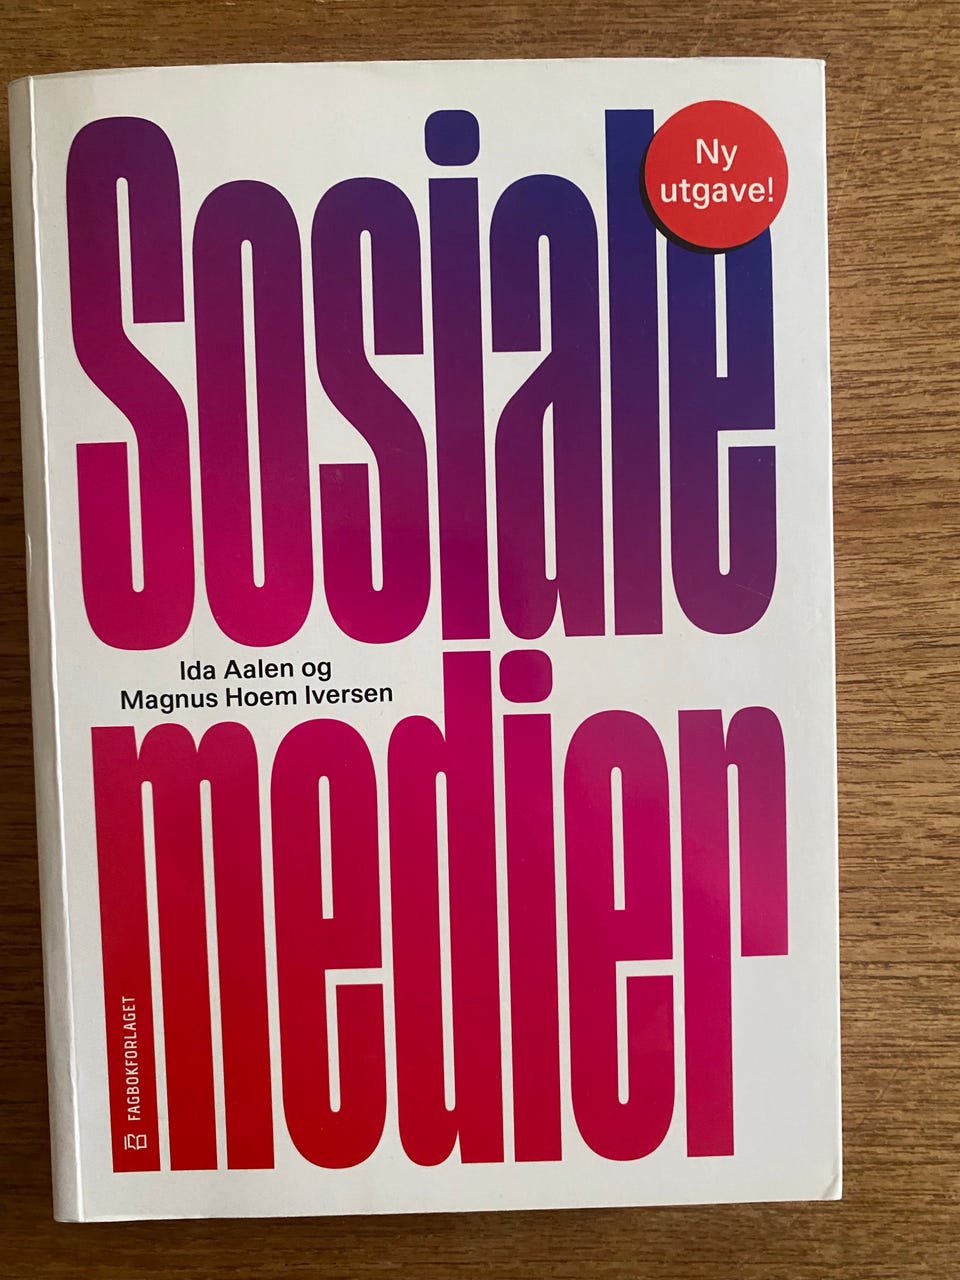 Sosiale
Ny
utgave!
Ida Aalen og
Magnus Hoem Iversen
medier
FAGBOKFORLAGET